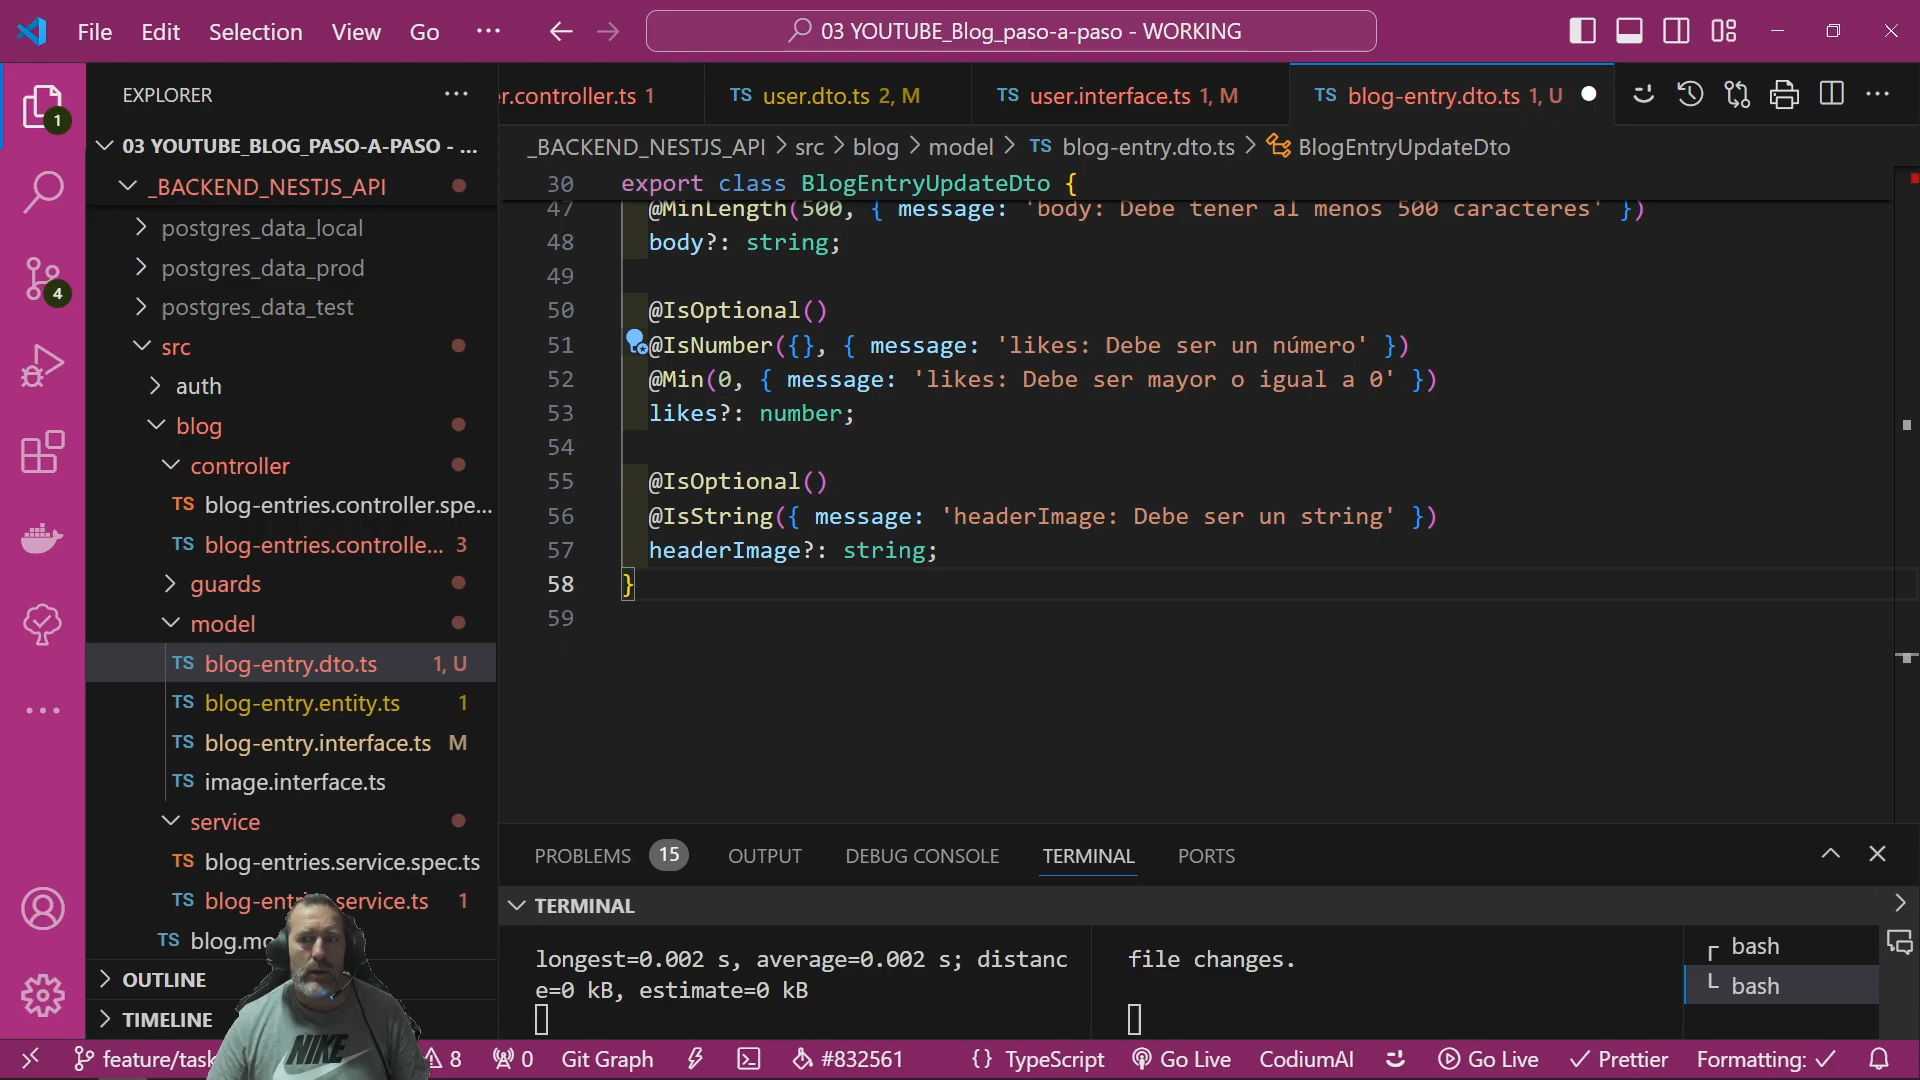 File Edit Selection View Go ··· 03 YOUTUBE_Blog_paso-a-paso - WORKING
EXPLORER
r.controller.ts 1
TS user.dto.ts 2, M
TS user.interface.ts 1, M
TS blog-entry.dto.ts 1, U
03 YOUTUBE_BLOG_PASO-A-PASO - ...
_BACKEND_NESTJS_API > src > blog > model > TS blog-entry.dto.ts > BlogEntryUpdateDto
_BACKEND_NESTJS_API
postgres_data_local
postgres_data_prod
postgres_data_test
src
auth
blog
controller
TS blog-entries.controller.spe...
TS blog-entries.controlle... 3
guards
model
TS blog-entry.dto.ts 1, U
TS blog-entry.entity.ts 1
TS blog-entry.interface.ts M
TS image.interface.ts
service
TS blog-entries.service.spec.ts
TS blog-entr service.ts 1
TS blog.mo
OUTLINE
TIMELINE
1
4
30 export class BlogEntryUpdateDto {
47 @MinLength(500, { message: 'body: Debe tener al menos 500 caracteres' })
48 body?: string;
49
50 @IsOptional()
51 @IsNumber({}, { message: 'likes: Debe ser un número' })
52 @Min(0, { message: 'likes: Debe ser mayor o igual a 0' })
53 likes?: number;
54
55 @IsOptional()
56 @IsString({ message: 'headerImage: Debe ser un string' })
57 headerImage?: string;
58 }
59
PROBLEMS 15 OUTPUT DEBUG CONSOLE TERMINAL PORTS
TERMINAL
longest=0.002 s, average=0.002 s; distanc
e=0 kB, estimate=0 kB
file changes.
bash
bash
NIKE
feature/task 8 0 Git Graph #832561 {} TypeScript Go Live CodiumAI Go Live Prettier Formatting: ✓